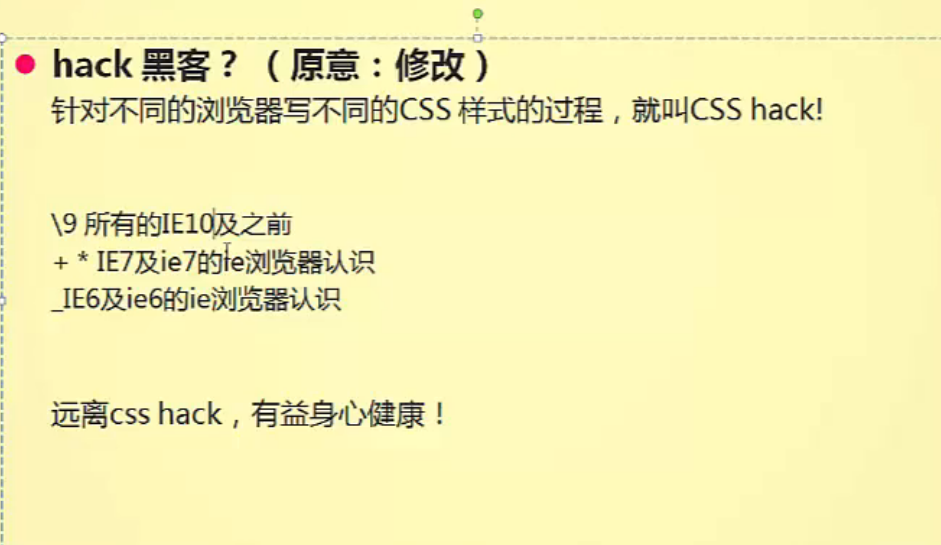 hack 黑客？（原意：修改）
针对不同的浏览器写不同的CSS 样式的过程，就叫CSS hack!
\9 所有的IE10及之前
+ * IE7及ie7的ie浏览器认识
_IE6及ie6的ie浏览器认识
远离css hack，有益身心健康！